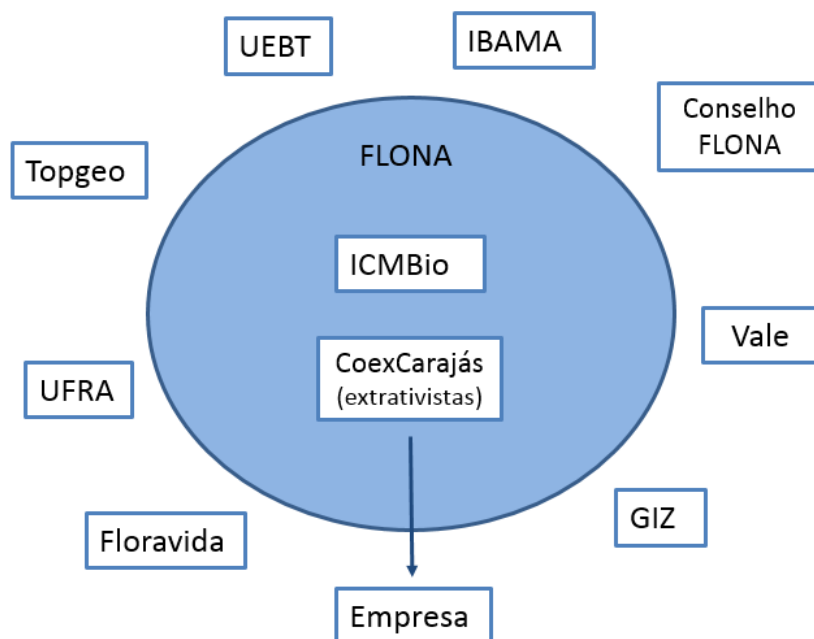 UEBT
IBAMA
Conselho
FLONA
Topgeo
FLONA
ICMBio
Vale
CoexCarajás
(extrativistas)
UFRA
GIZ
Floravida
Empresa